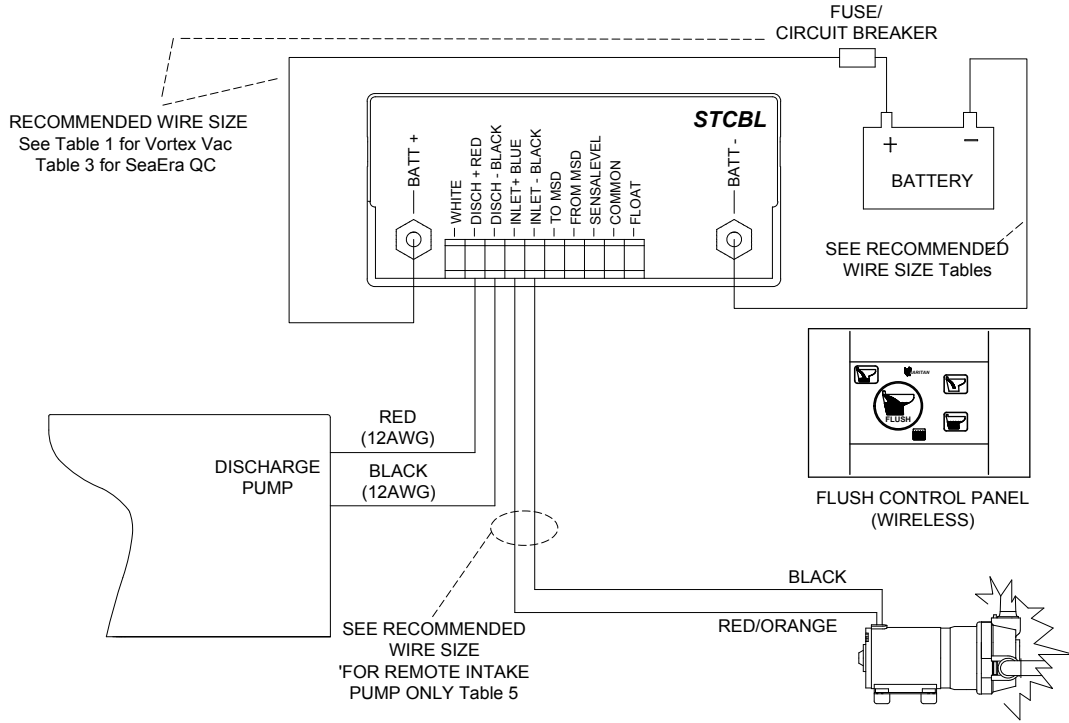 FUSE/
CIRCUIT BREAKER
RECOMMENDED WIRE SIZE
See Table 1 for Vortex Vac
Table 3 for SeaEra QC
STCBL
BATT +
WHITE
DISCH + RED
DISCH - BLACK
INLET+ BLUE
INLET - BLACK
TO MSD
FROM MSD
SENSALEVEL
COMMON
FLOAT
BATT -
+ −
BATTERY
SEE RECOMMENDED
WIRE SIZE Tables
RED
(12AWG)
DISCHARGE
PUMP
BLACK
(12AWG)
ARITAN
FLUSH
FLUSH CONTROL PANEL
(WIRELESS)
BLACK
RED/ORANGE
SEE RECOMMENDED
WIRE SIZE
'FOR REMOTE INTAKE
PUMP ONLY Table 5